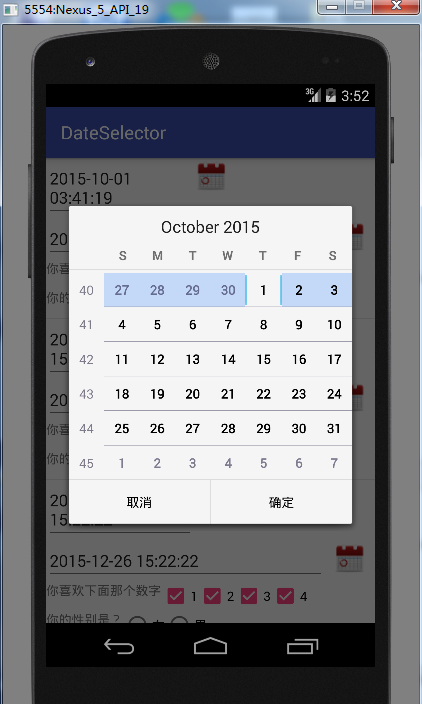 5554:Nexus_5_API_19
3G 3:52
DateSelector
2015-10-01
03:41:19
20
你喜
你的
October 2015
S M T W T F S
40 27 28 29 30 1 2 3
41 4 5 6 7 8 9 10
42 11 12 13 14 15 16 17
43 18 19 20 21 22 23 24
44 25 26 27 28 29 30 31
45 1 2 3 4 5 6 7
取消 确定
20
15
20
你喜
你的
20
15:22:22
2015-12-26 15:22:22
你喜欢下面那个数字 1 2 3 4
你的性别是？ 女 男